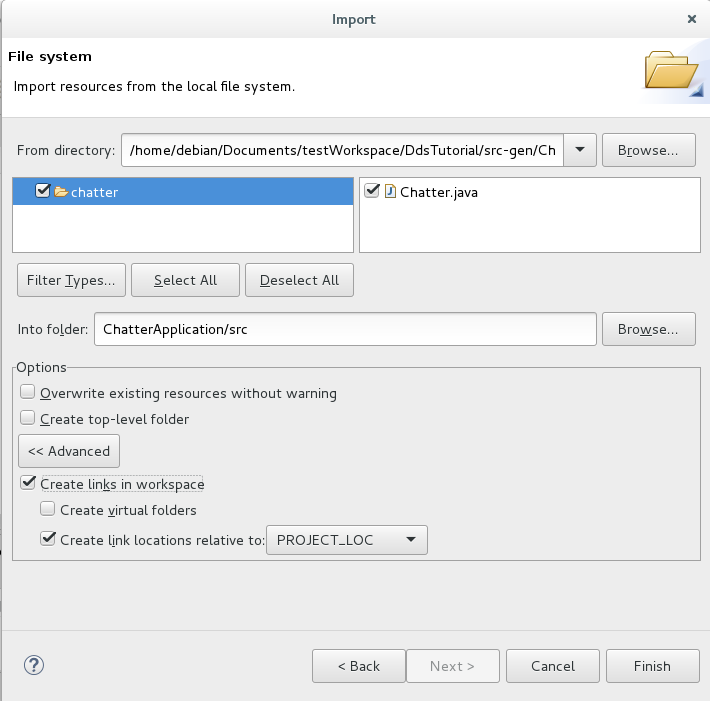 Import
File system
Import resources from the local file system.
From directory: /home/debian/Documents/testWorkspace/DdsTutorial/src-gen/Ch Browse...
chatter Chatter.java
Filter Types... Select All Deselect All
Into folder: ChatterApplication/src Browse...
Options
Overwrite existing resources without warning
Create top-level folder
<< Advanced
Create links in workspace
Create virtual folders
Create link locations relative to: PROJECT_LOC
? < Back Next > Cancel Finish